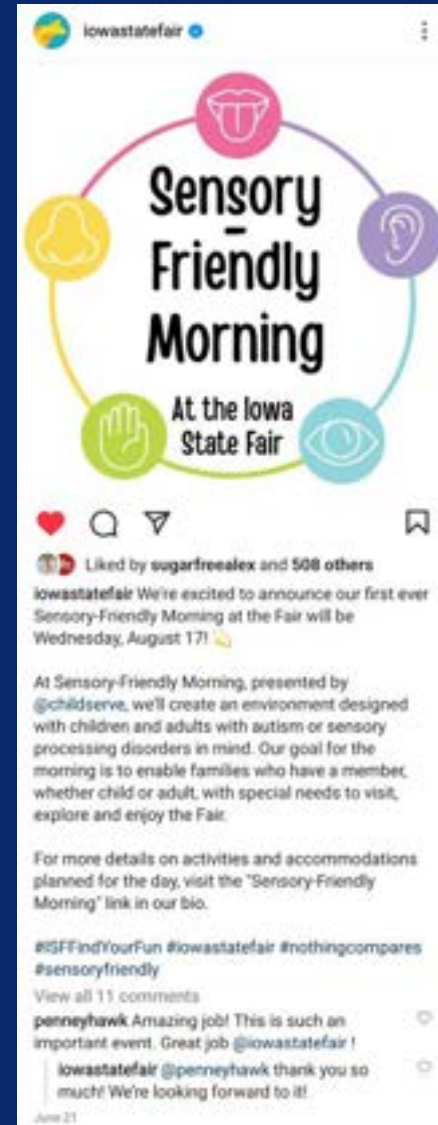 iowastatefair
Sensory
-
Friendly
Morning
At the Iowa
State Fair
Liked by sugarfreealex and 508 others
iowastatefair We're excited to announce our first ever
Sensory-Friendly Morning at the Fair will be
Wednesday, August 17!
At Sensory-Friendly Morning, presented by
@childserve, we'll create an environment designed
with children and adults with autism or sensory
processing disorders in mind. Our goal for the
morning is to enable families who have a member,
whether child or adult, with special needs to visit,
explore and enjoy the Fair.
For more details on activities and accommodations
planned for the day, visit the "Sensory-Friendly
Morning" link in our bio.
#ISFFindYourFun #iowastatefair #nothingcompares
#sensoryfriendly
View all 11 comments
penneyhawk Amazing job! This is such an
important event. Great job @iowastatefair !
iowastatefair @penneyhawk thank you so
much! We're looking forward to it!
June 21